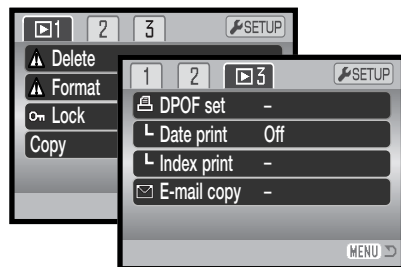 1 2 3 SETUP
Delete
Format
Lock
Copy
1 2 3 SETUP
DPOF set –
Date print Off
Index print –
E-mail copy –
MENU